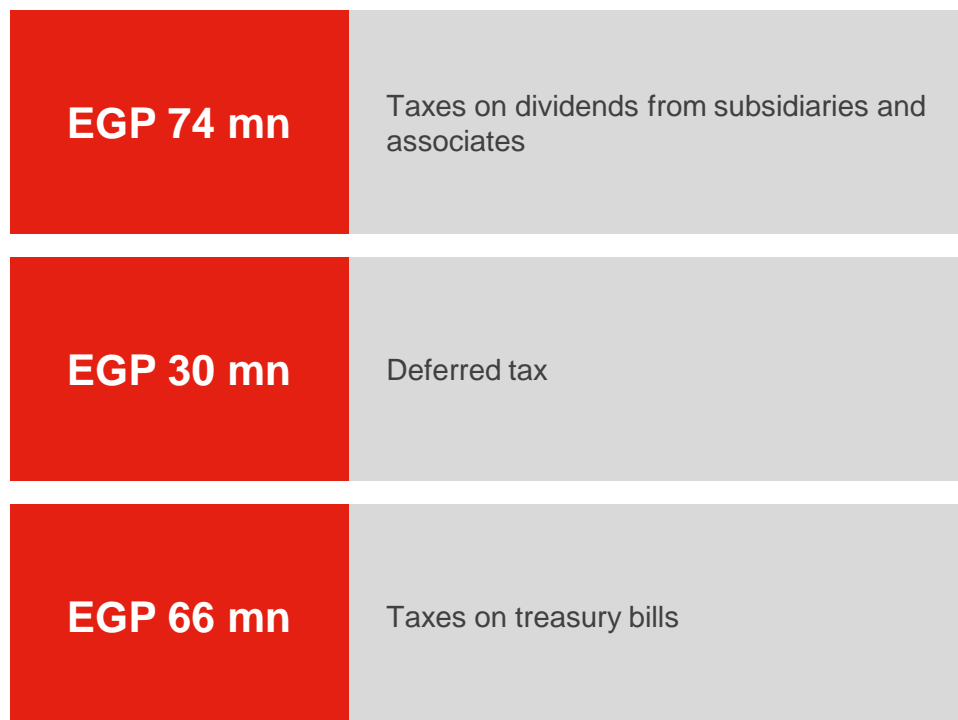 EGP 74 mn
Taxes on dividends from subsidiaries and
associates
EGP 30 mn
Deferred tax
EGP 66 mn
Taxes on treasury bills